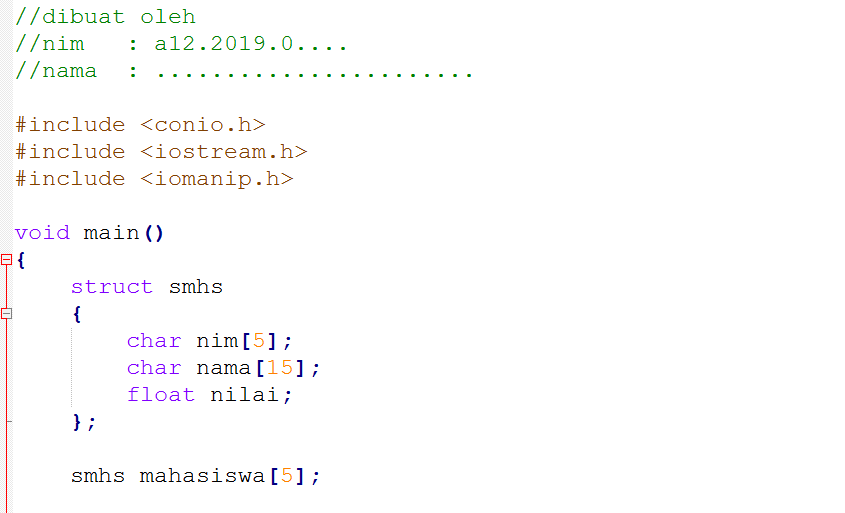 //dibuat oleh
//nim   : a12.2019.0....
//nama  : .......................
#include <conio.h>
#include <iostream.h>
#include <iomanip.h>
void main()
{
    struct smhs
    {
        char nim[5];
        char nama[15];
        float nilai;
    };
    smhs mahasiswa[5];